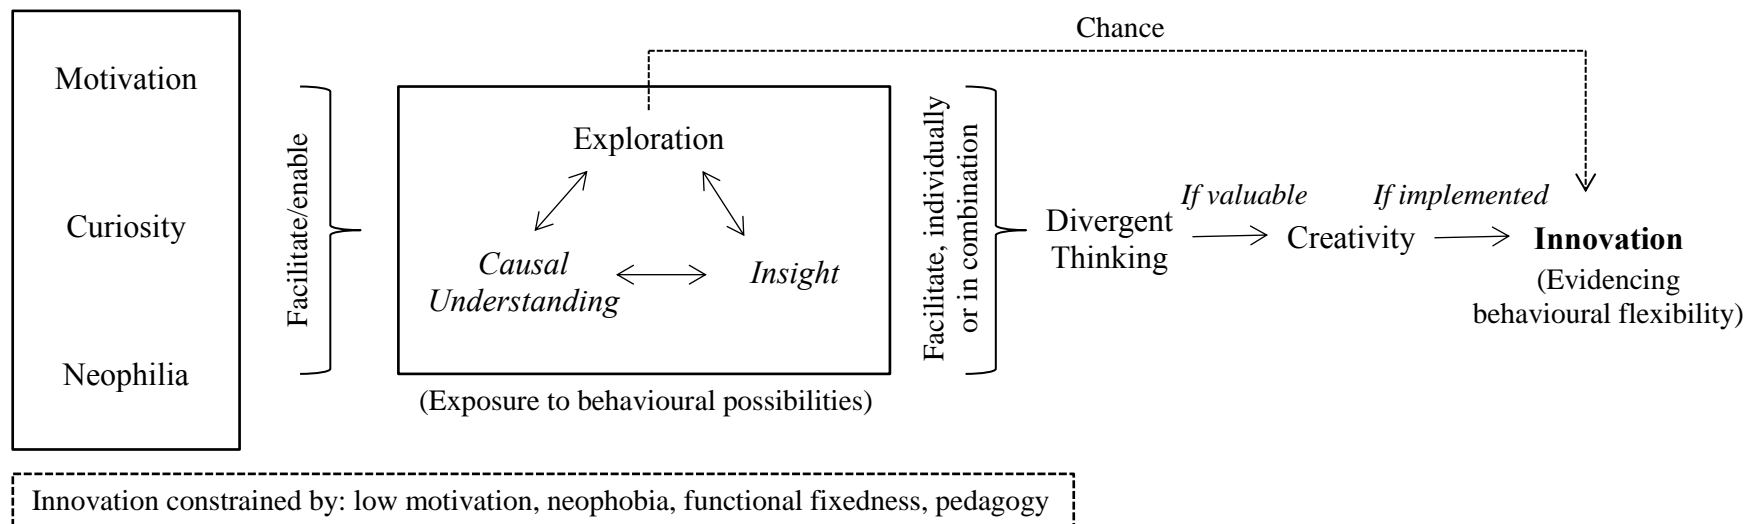 Motivation
Curiosity
Neophilia
Facilitate/enable
Exploration
Causal
Understanding
Insight
(Exposure to behavioural possibilities)
Facilitate, individually
or in combination
Chance
Divergent
Thinking
If valuable
Creativity
If implemented
Innovation
(Evidencing
behavioural flexibility)
Innovation constrained by: low motivation, neophobia, functional fixedness, pedagogy